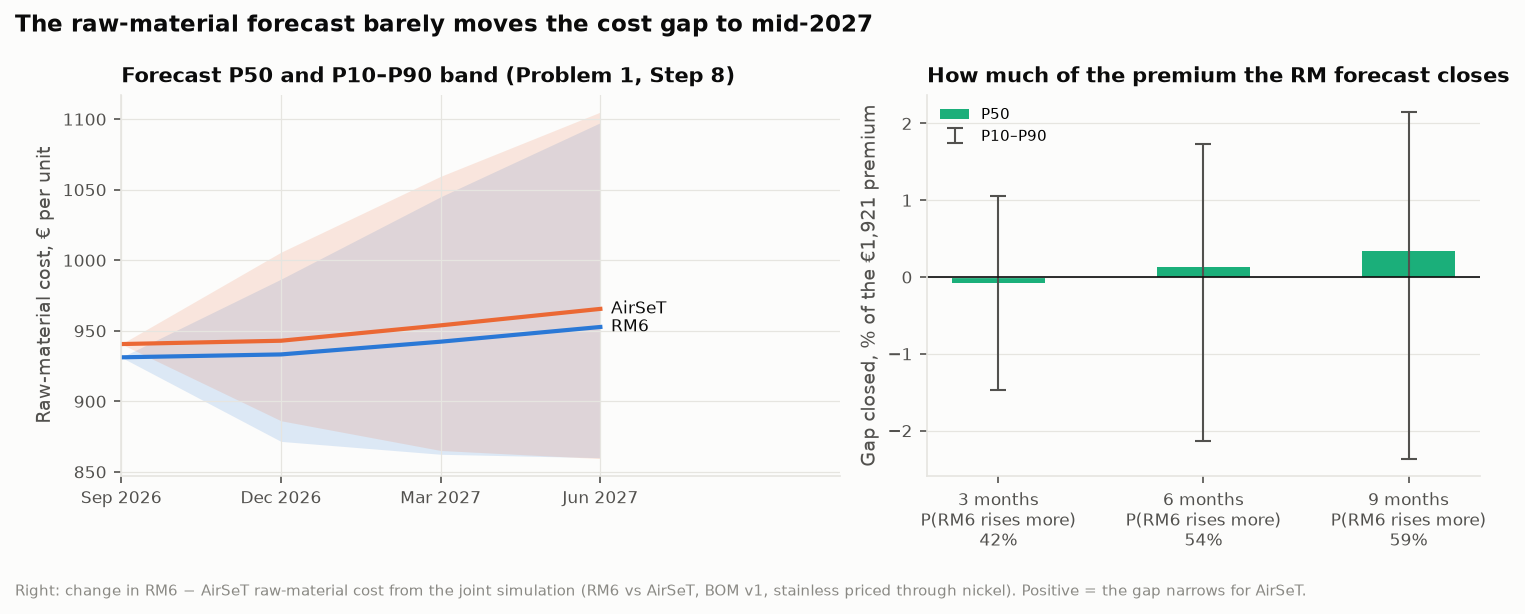 The raw-material forecast barely moves the cost gap to mid-2027
Forecast P50 and P10–P90 band (Problem 1, Step 8)
Raw-material cost, € per unit
1100
1050
1000
950
900
850
Sep 2026
Dec 2026
Mar 2027
Jun 2027
AirSeT
RM6
How much of the premium the RM forecast closes
Gap closed, % of the €1,921 premium
P50
P10–P90
2
1
0
−1
−2
3 months
P(RM6 rises more)
42%
6 months
P(RM6 rises more)
54%
9 months
P(RM6 rises more)
59%
Right: change in RM6 − AirSeT raw-material cost from the joint simulation (RM6 vs AirSeT, BOM v1, stainless priced through nickel). Positive = the gap narrows for AirSeT.